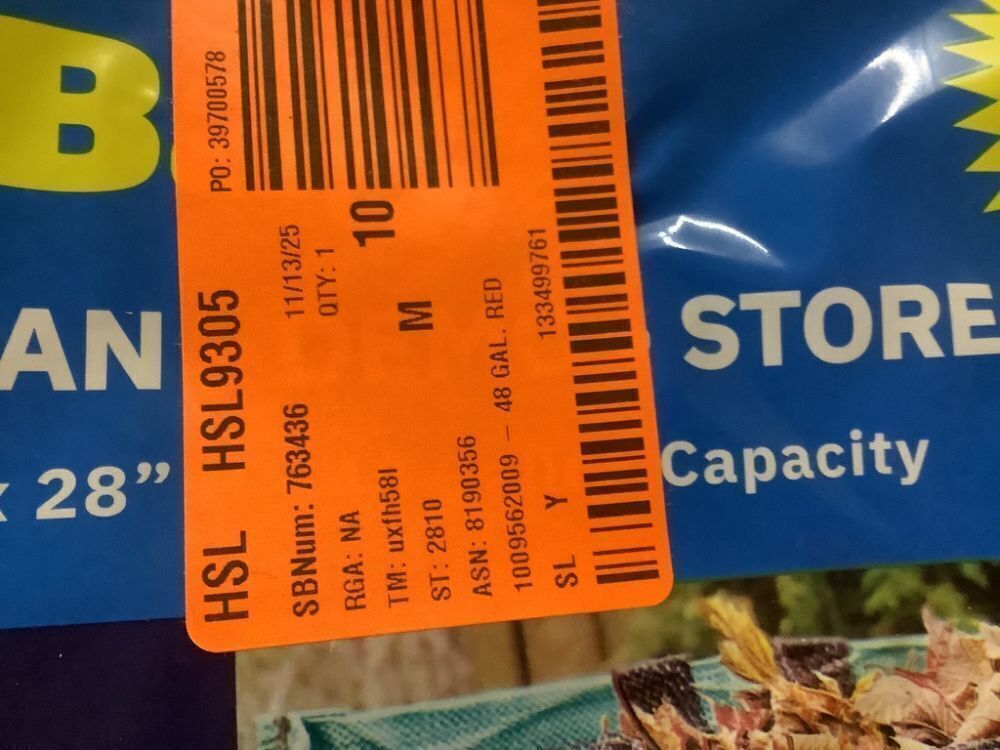 B
AN
x 28”
STORE
Capacity
HSL HSL9305
PO: 39700578
SBNum: 763436 11/13/25
RGA: NA QTY: 1
10
TM: uxfh58l
M
ST: 2810
ASN: 8190356
1009562009 – 48 GAL. RED
SL Y 133499761